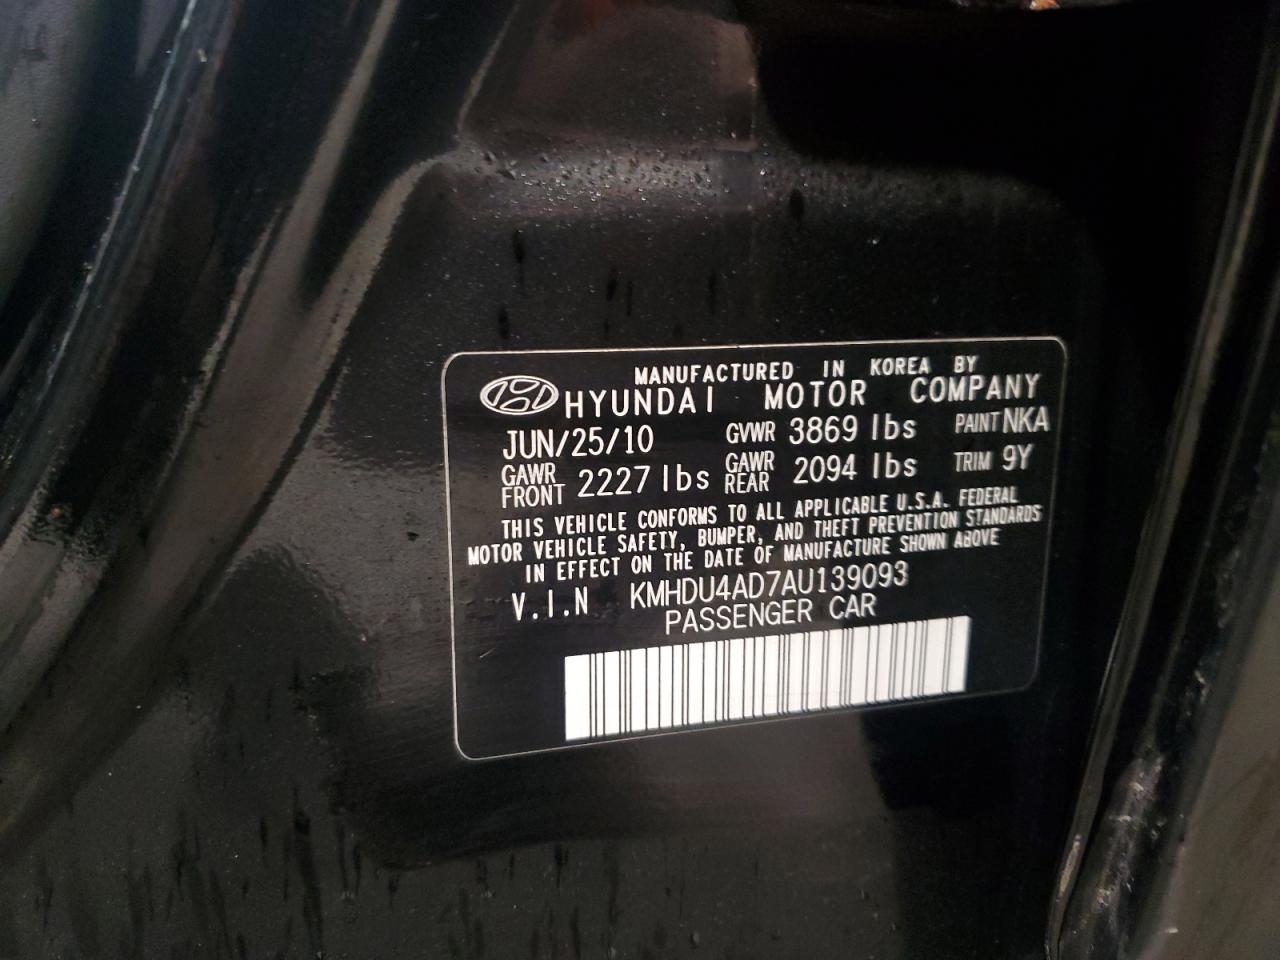 MANUFACTURED IN KOREA BY
HYUNDAI MOTOR COMPANY
JUN/25/10 GVWR 3869 lbs PAINT NKA
GAWR FRONT 2227 lbs GAWR REAR 2094 lbs TRIM 9Y
THIS VEHICLE CONFORMS TO ALL APPLICABLE U.S.A. FEDERAL
MOTOR VEHICLE SAFETY, BUMPER, AND THEFT PREVENTION STANDARDS
IN EFFECT ON THE DATE OF MANUFACTURE SHOWN ABOVE
V.I.N KMHDU4AD7AU139093
PASSENGER CAR